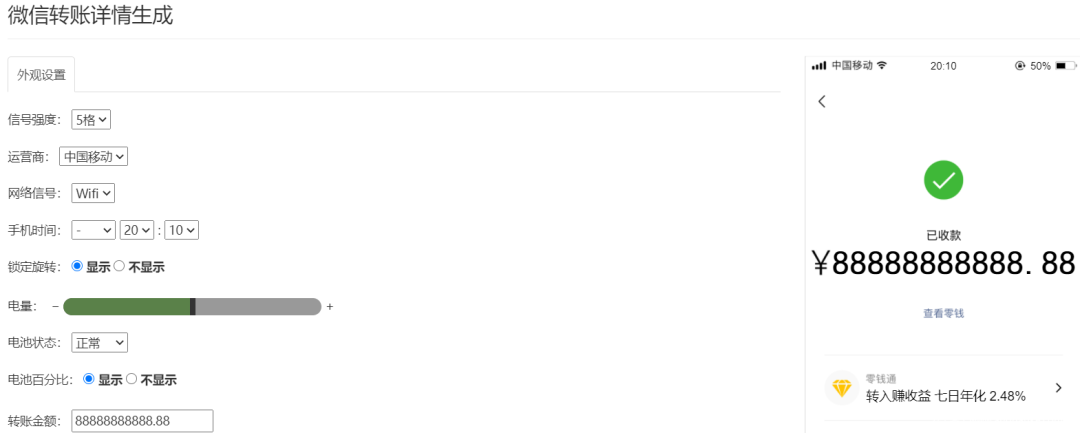 微信转账详情生成
外观设置
信号强度： 5格
运营商： 中国移动
网络信号： Wifi
手机时间： - 20 : 10
锁定旋转： 显示 不显示
电量： - +
电池状态： 正常
电池百分比： 显示 不显示
转账金额： 88888888888.88
中国移动 20:10 50%
已收款
¥88888888888.88
查看零钱
零钱通
转入赚收益 七日年化 2.48%